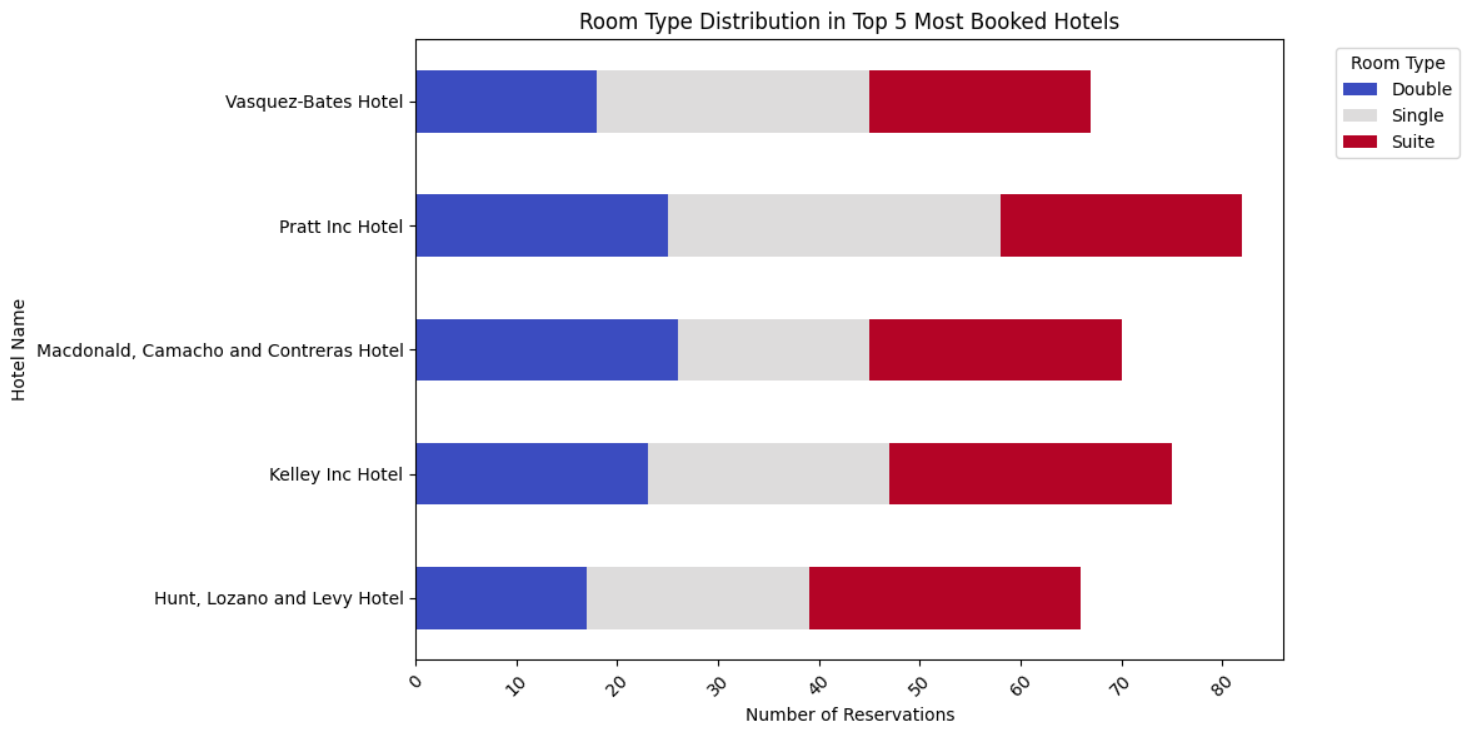 Room Type Distribution in Top 5 Most Booked Hotels
Room Type
Double
Single
Suite
Hotel Name
Vasquez-Bates Hotel
Pratt Inc Hotel
Macdonald, Camacho and Contreras Hotel
Kelley Inc Hotel
Hunt, Lozano and Levy Hotel
0 10 20 30 40 50 60 70 80
Number of Reservations